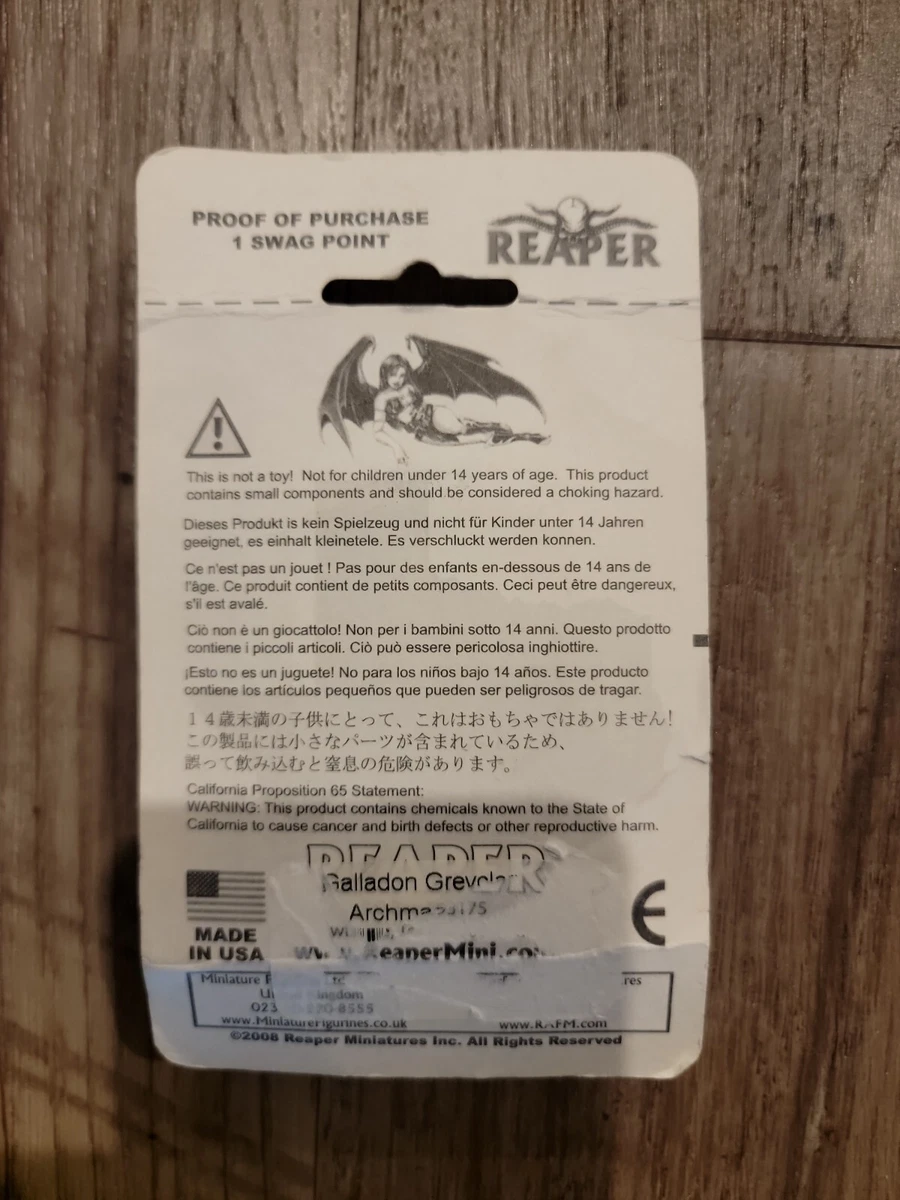 PROOF OF PURCHASE
1 SWAG POINT
REAPER
This is not a toy! Not for children under 14 years of age. This product
contains small components and should be considered a choking hazard.
Dieses Produkt is kein Spielzeug und nicht für Kinder unter 14 Jahren
geeignet, es einhalt kleinetele. Es verschluckt werden konnen.
Ce n'est pas un jouet ! Pas pour des enfants en-dessous de 14 ans de
l'âge. Ce produit contient de petits composants. Ceci peut être dangereux,
s'il est avalé.
Ciò non è un giocattolo! Non per i bambini sotto 14 anni. Questo prodotto
contiene i piccoli articoli. Ciò può essere pericolosa inghiottire.
¡Esto no es un juguete! No para los niños bajo 14 años. Este producto
contiene los artículos pequeños que pueden ser peligrosos de tragar.
１４歳未満の子供にとって、これはおもちゃではありません!
この製品には小さなパーツが含まれているため、
誤って飲み込むと窒息の危険があります。
California Proposition 65 Statement:
WARNING: This product contains chemicals known to the State of
California to cause cancer and birth defects or other reproductive harm.
REAPER
Galladon
MADE
IN USA
CE
Miniature
023
www.Miniaturefigurines.co.uk
www.RAFM.com
©2008 Reaper Miniatures Inc. All Rights Reserved